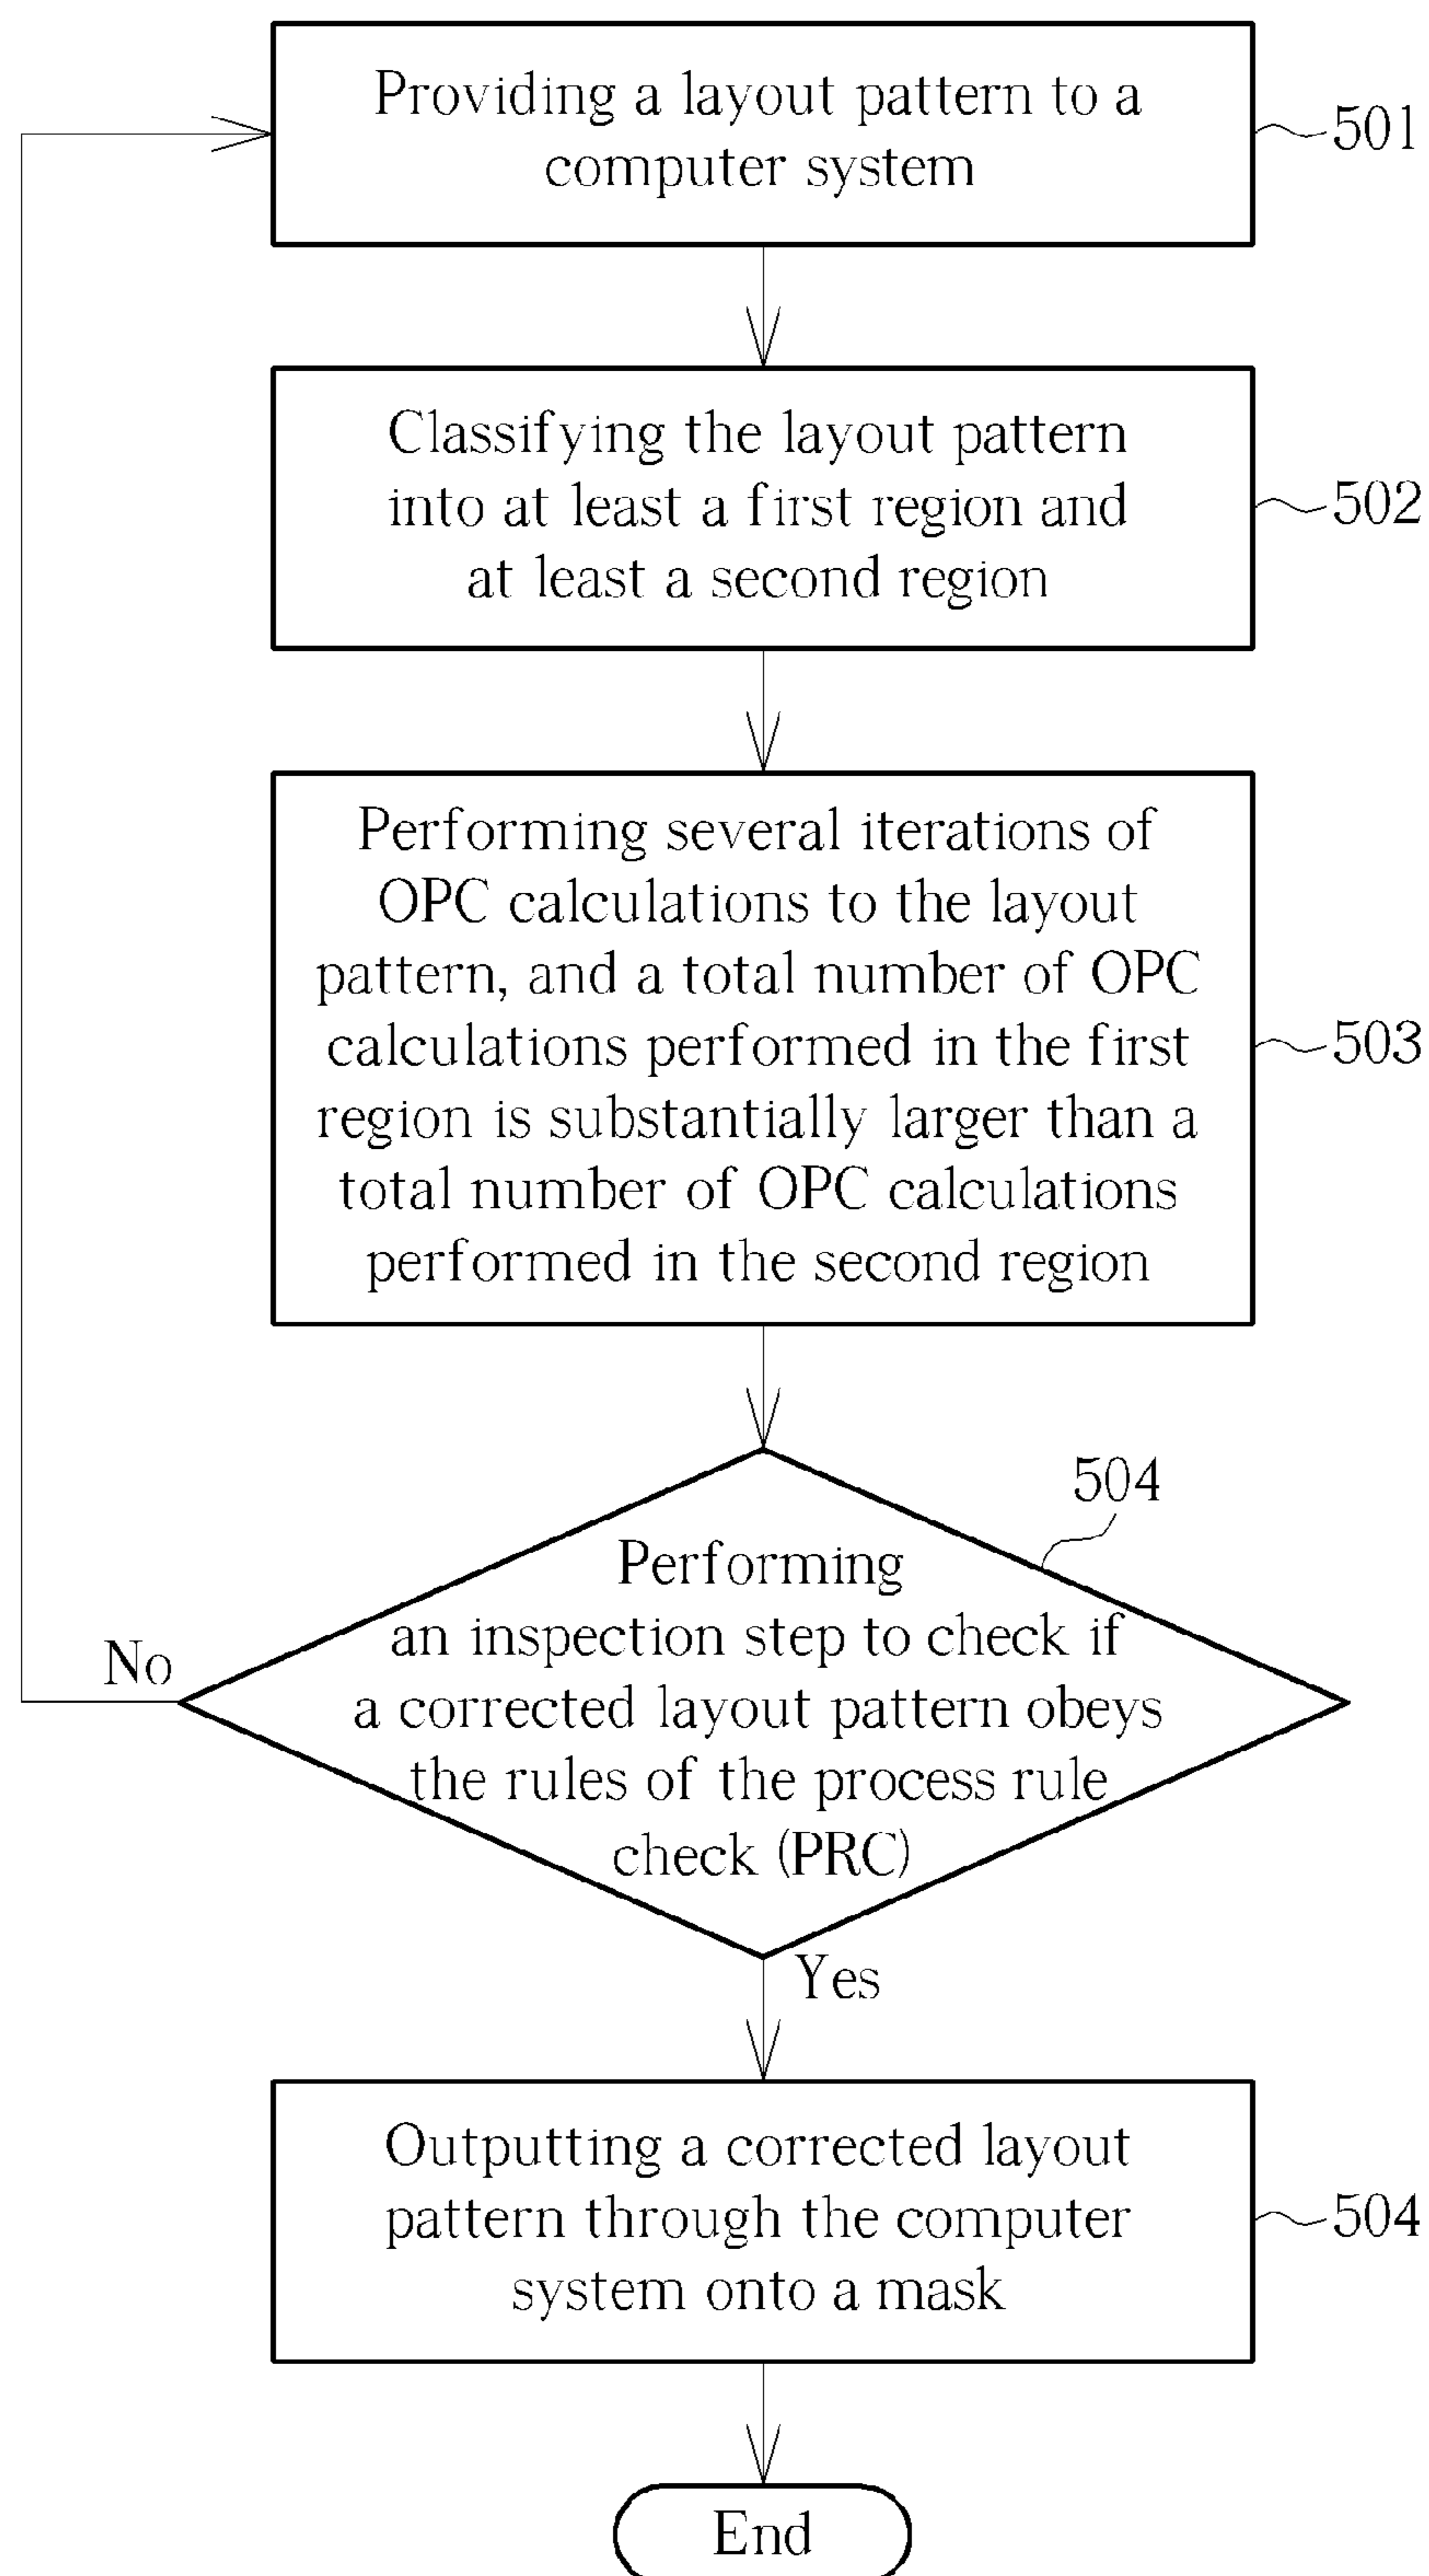 Providing a layout pattern to a
computer system
501
Classifying the layout pattern
into at least a first region and
at least a second region
502
Performing several iterations of
OPC calculations to the layout
pattern, and a total number of OPC
calculations performed in the first
region is substantially larger than a
total number of OPC calculations
performed in the second region
503
504
Performing
an inspection step to check if
a corrected layout pattern obeys
the rules of the process rule
check (PRC)
No
Yes
Outputting a corrected layout
pattern through the computer
system onto a mask
504
End